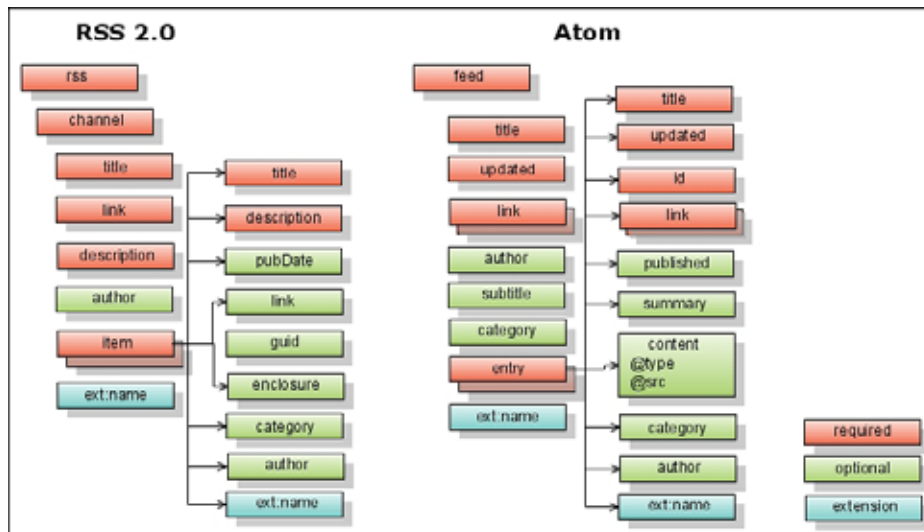 RSS 2.0
rss
channel
title
link
description
author
item
ext:name
title
description
pubDate
link
guid
enclosure
category
author
ext:name
Atom
feed
title
updated
link
author
subtitle
category
entry
ext:name
title
updated
id
link
published
summary
content
@type
@src
category
author
ext:name
required
optional
extension